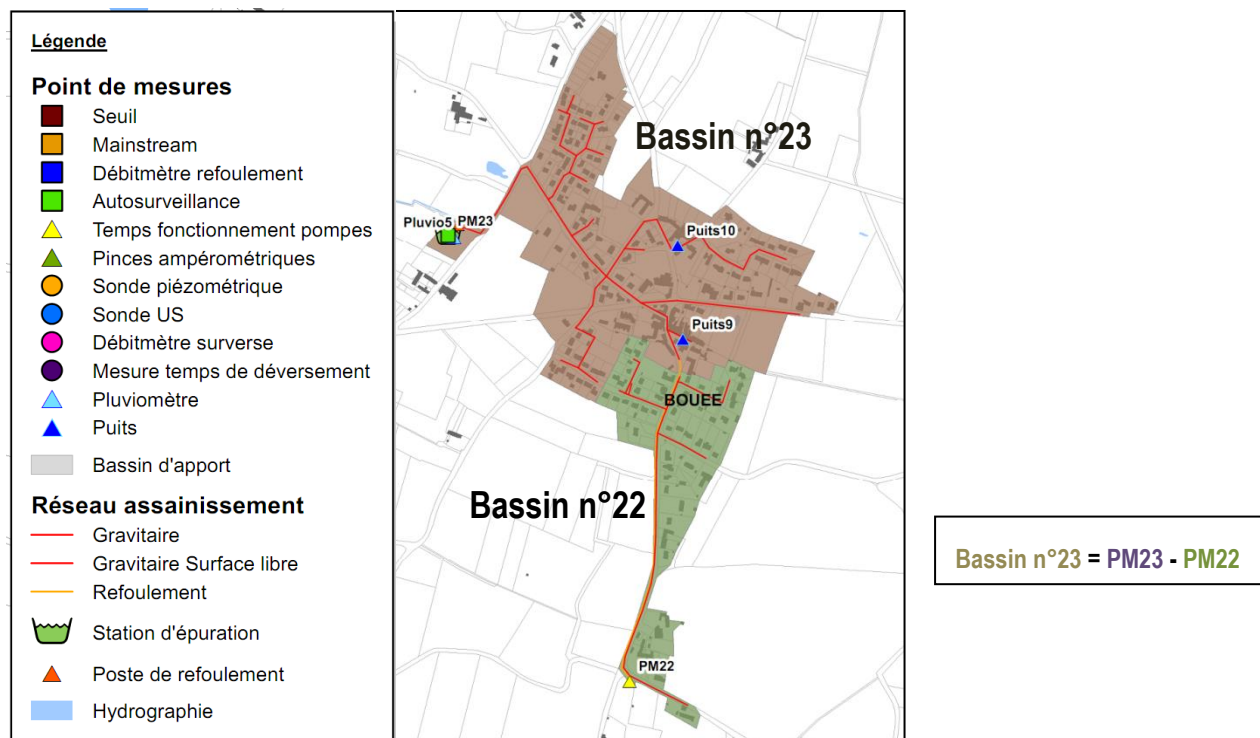 Légende
Point de mesures
Seuil
Mainstream
Débitmètre refoulement
Autosurveillance
Temps fonctionnement pompes
Pinces ampérométriques
Sonde piézométrique
Sonde US
Débitmètre surverse
Mesure temps de déversement
Pluviomètre
Puits
Bassin d'apport
Réseau assainissement
Gravitaire
Gravitaire Surface libre
Refoulement
Station d'épuration
Poste de refoulement
Hydrographie
Bassin n°23
Pluvio5 PM23
Puits10
Puits9
BOUEE
Bassin n°22
PM22
Bassin n°23 = PM23 - PM22